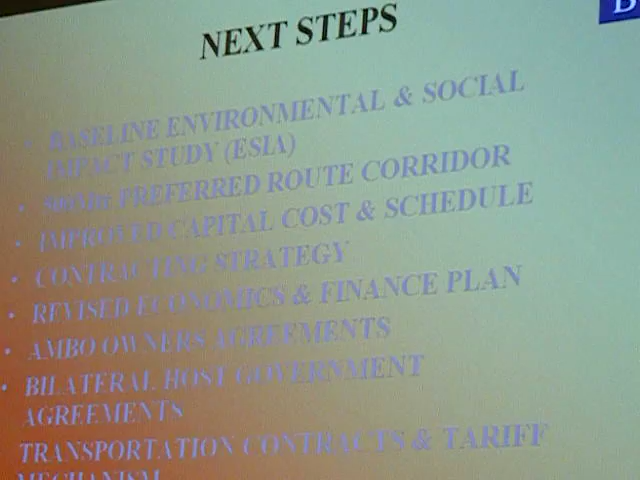 B
NEXT STEPS
• BASELINE ENVIRONMENTAL & SOCIAL
IMPACT STUDY (ESIA)
• PREFERRED ROUTE CORRIDOR
• IMPROVED CAPITAL COST & SCHEDULE
• CONTRACTING STRATEGY
• REVISED ECONOMICS & FINANCE PLAN
• AMBO OWNERS AGREEMENTS
• BILATERAL HOST GOVERNMENT
AGREEMENTS
TRANSPORTATION CONTRACTS & TARIFF
MECHANISM